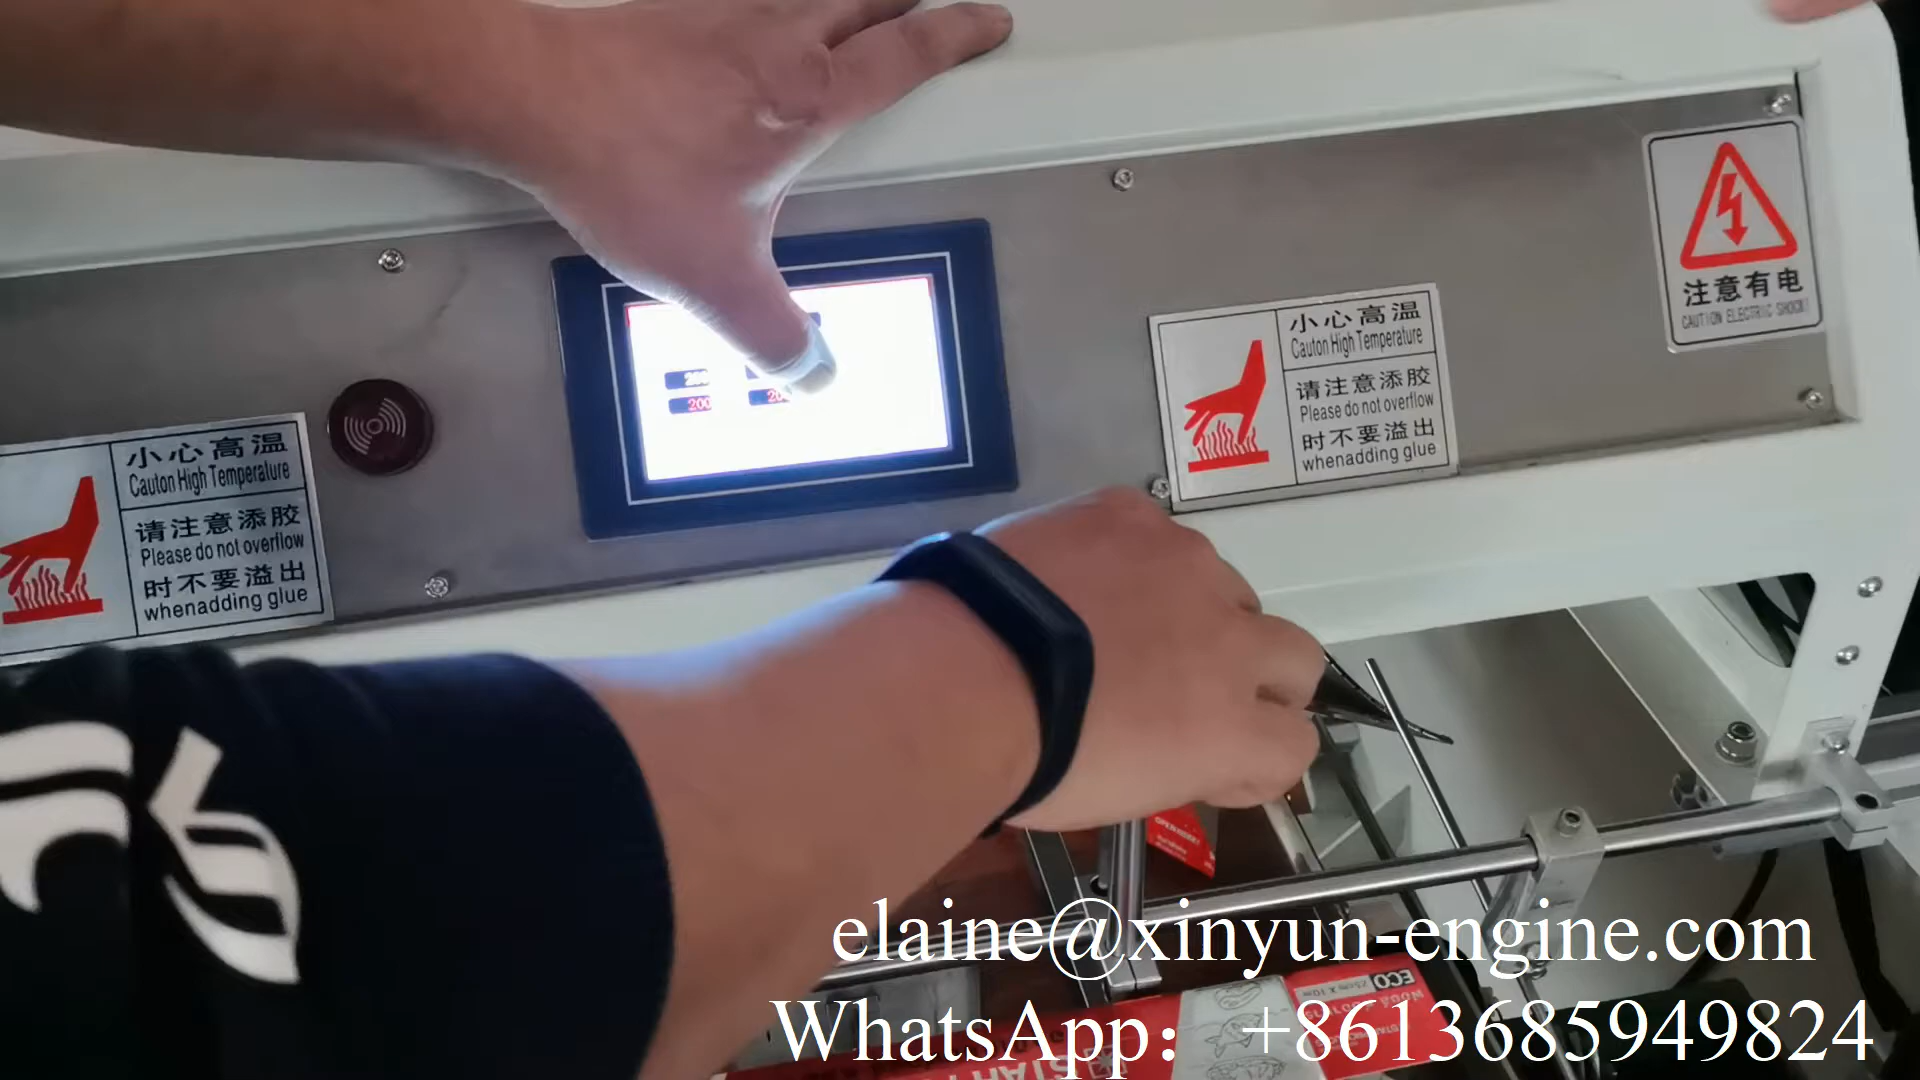 注意有电
CAUTION ELECTRIC SHOCK!
小心高温
Cauton High Temperature
请注意添胶
Please do not overflow
时不要溢出
whenadding glue
小心高温
Cauton High Temperature
请注意添胶
Please do not overflow
时不要溢出
whenadding glue
200
200
ECO
25cm X 10m
elaine@xinyun-engine.com
WhatsApp：+8613685949824